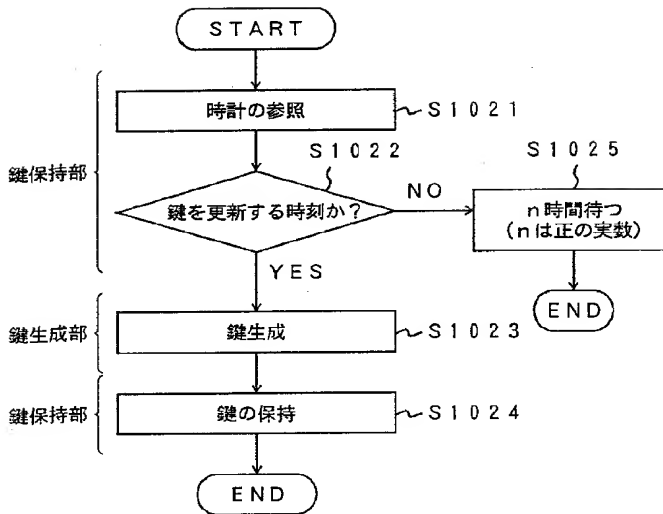 START
時計の参照
S1021
鍵保持部
S1022
鍵を更新する時刻か？
NO
S1025
n時間待つ
（nは正の実数）
END
YES
鍵生成部
鍵生成
S1023
鍵保持部
鍵の保持
S1024
END